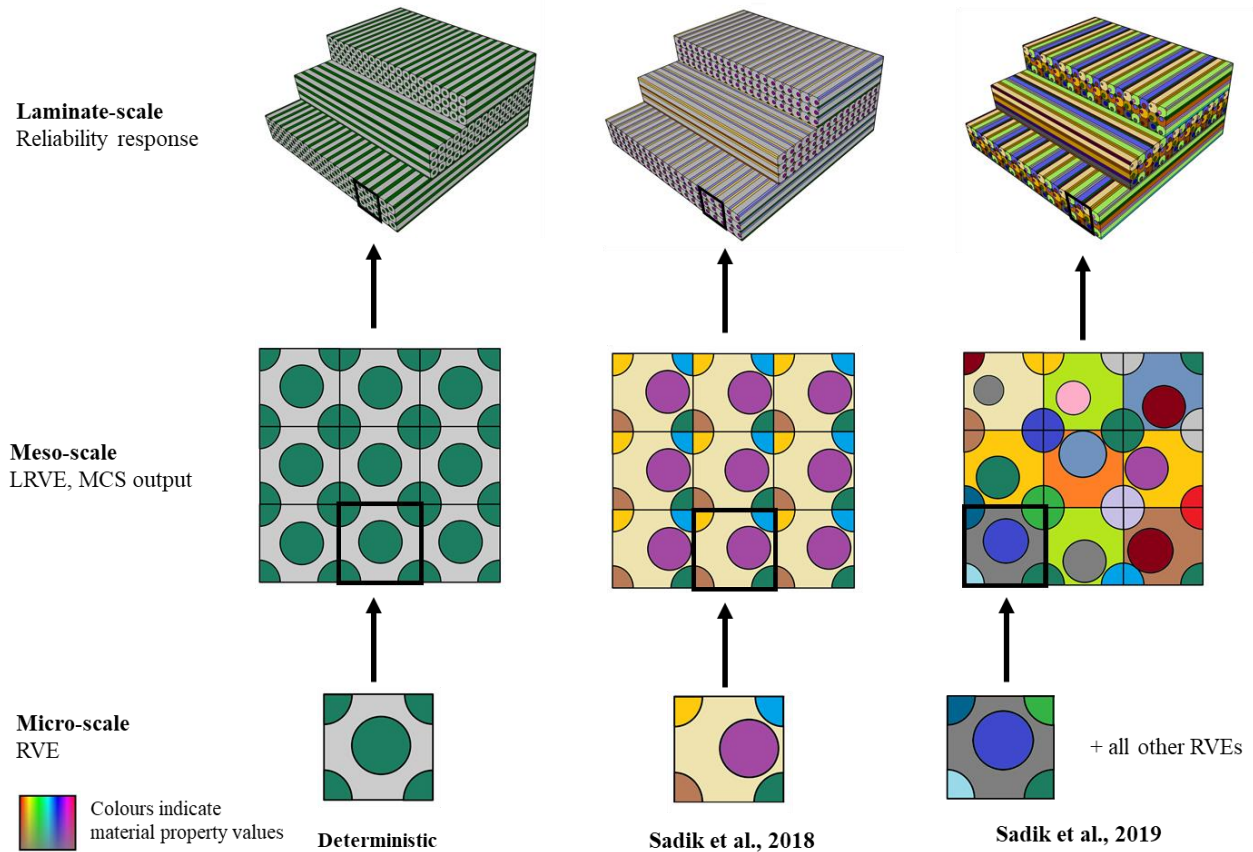 Laminate-scale
Reliability response
Meso-scale
LRVE, MCS output
Micro-scale
RVE
+ all other RVEs
Colours indicate
material property values
Deterministic
Sadik et al., 2018
Sadik et al., 2019